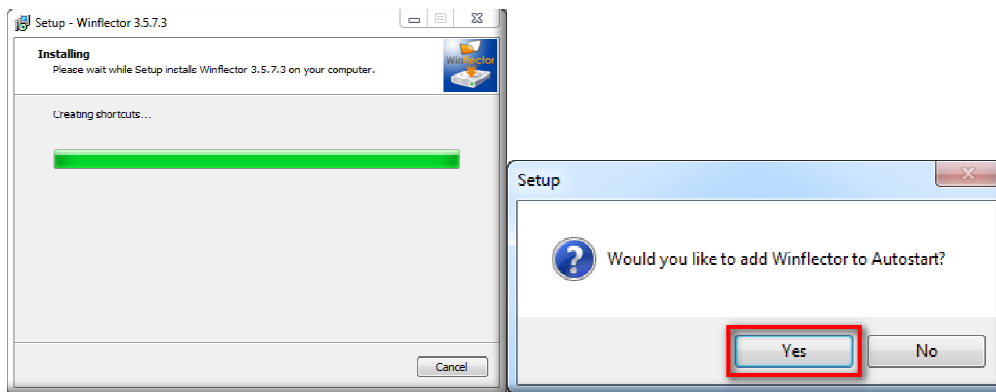 Setup - Winflector 3.5.7.3
Installing
Please wait while Setup installs Winflector 3.5.7.3 on your computer.
Winflector
Creating shortcuts...
Cancel
Setup
Would you like to add Winflector to Autostart?
Yes
No